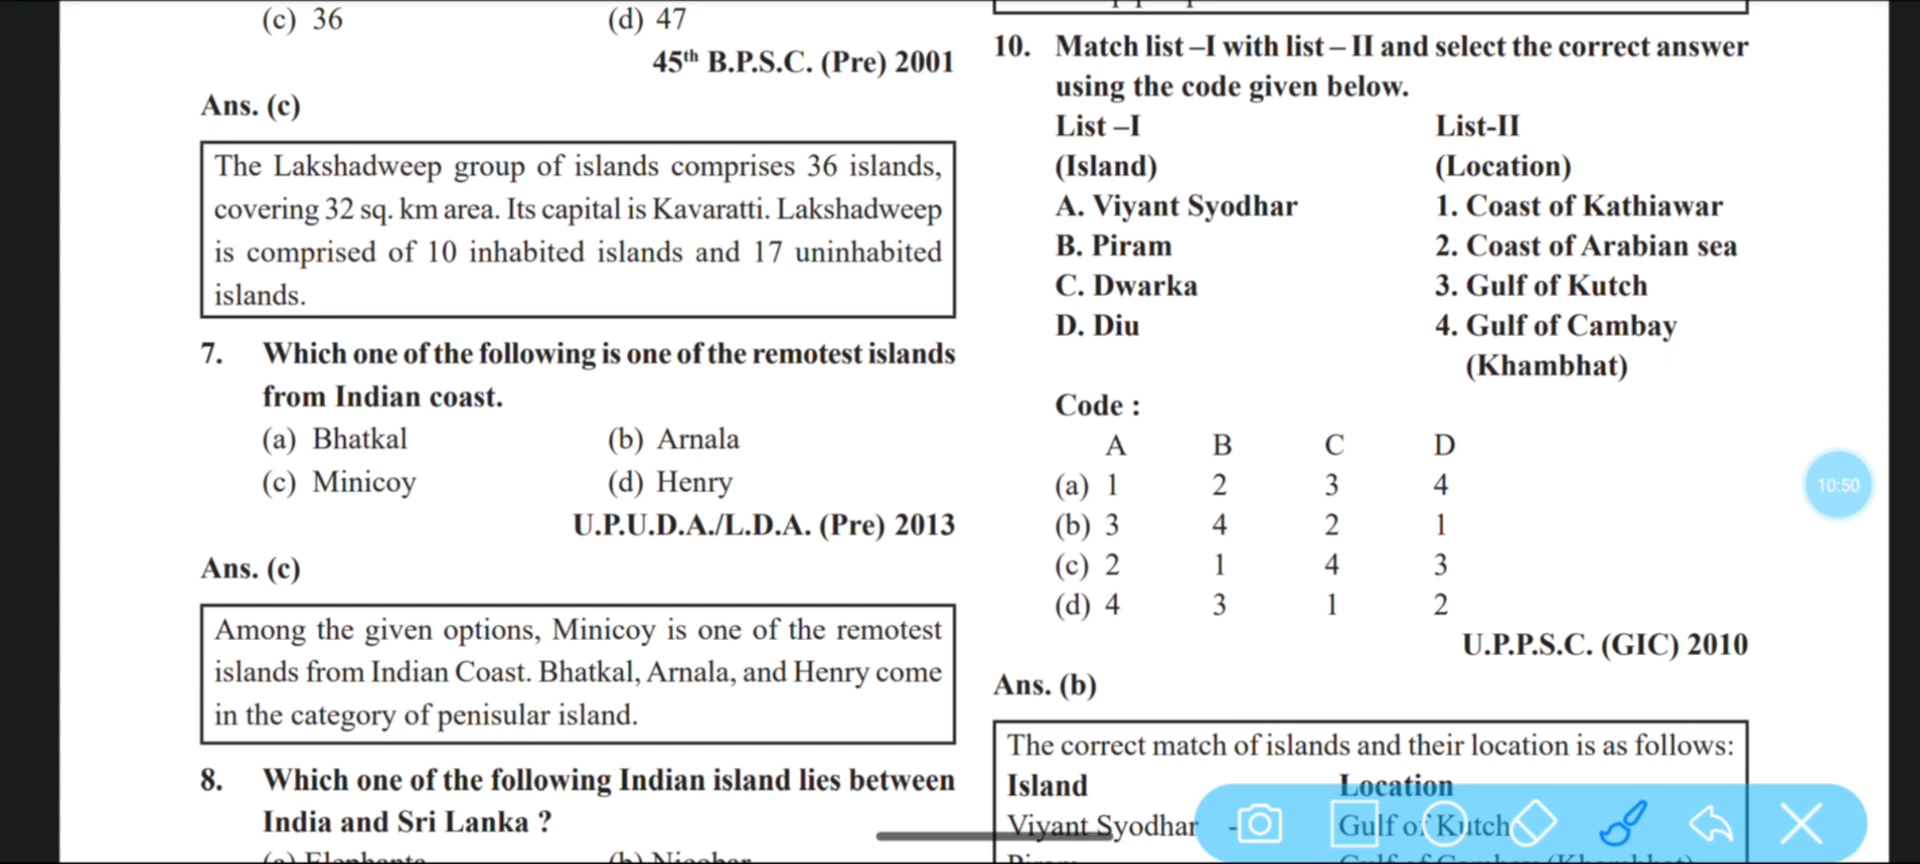 (c) 36 (d) 47
45th B.P.S.C. (Pre) 2001
Ans. (c)
The Lakshadweep group of islands comprises 36 islands,
covering 32 sq. km area. Its capital is Kavaratti. Lakshadweep
is comprised of 10 inhabited islands and 17 uninhabited
islands.
7. Which one of the following is one of the remotest islands
from Indian coast.
(a) Bhatkal (b) Arnala
(c) Minicoy (d) Henry
U.P.U.D.A./L.D.A. (Pre) 2013
Ans. (c)
Among the given options, Minicoy is one of the remotest
islands from Indian Coast. Bhatkal, Arnala, and Henry come
in the category of penisular island.
8. Which one of the following Indian island lies between
India and Sri Lanka ?
10. Match list –I with list – II and select the correct answer
using the code given below.
List –I List-II
(Island) (Location)
A. Viyant Syodhar 1. Coast of Kathiawar
B. Piram 2. Coast of Arabian sea
C. Dwarka 3. Gulf of Kutch
D. Diu 4. Gulf of Cambay
(Khambhat)
Code :
A B C D
(a) 1 2 3 4
(b) 3 4 2 1
(c) 2 1 4 3
(d) 4 3 1 2
U.P.P.S.C. (GIC) 2010
Ans. (b)
The correct match of islands and their location is as follows:
Island Location
Viyant Syodhar - Gulf of Kutch
10:50